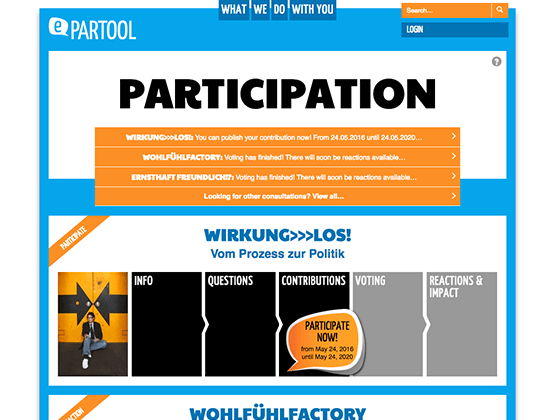 WHAT WE DO WITH YOU
Search...
e PARTOOL
LOGIN
?
PARTICIPATION
WIRKUNG>>>LOS!: You can publish your contribution now! From 24.05.2016 until 24.05.2020...
WOHLFÜHLFACTORY: Voting has finished! There will soon be reactions available...
ERNSTHAFT FREUNDLICH!?: Voting has finished! There will soon be reactions available...
Looking for other consultations? View all...
PARTICIPATE
WIRKUNG>>>LOS!
Vom Prozess zur Politik
INFO
QUESTIONS
CONTRIBUTIONS
VOTING
REACTIONS &
IMPACT
PARTICIPATE
NOW!
from May 24, 2016
until May 24, 2020
WOHLFÜHLFACTORY